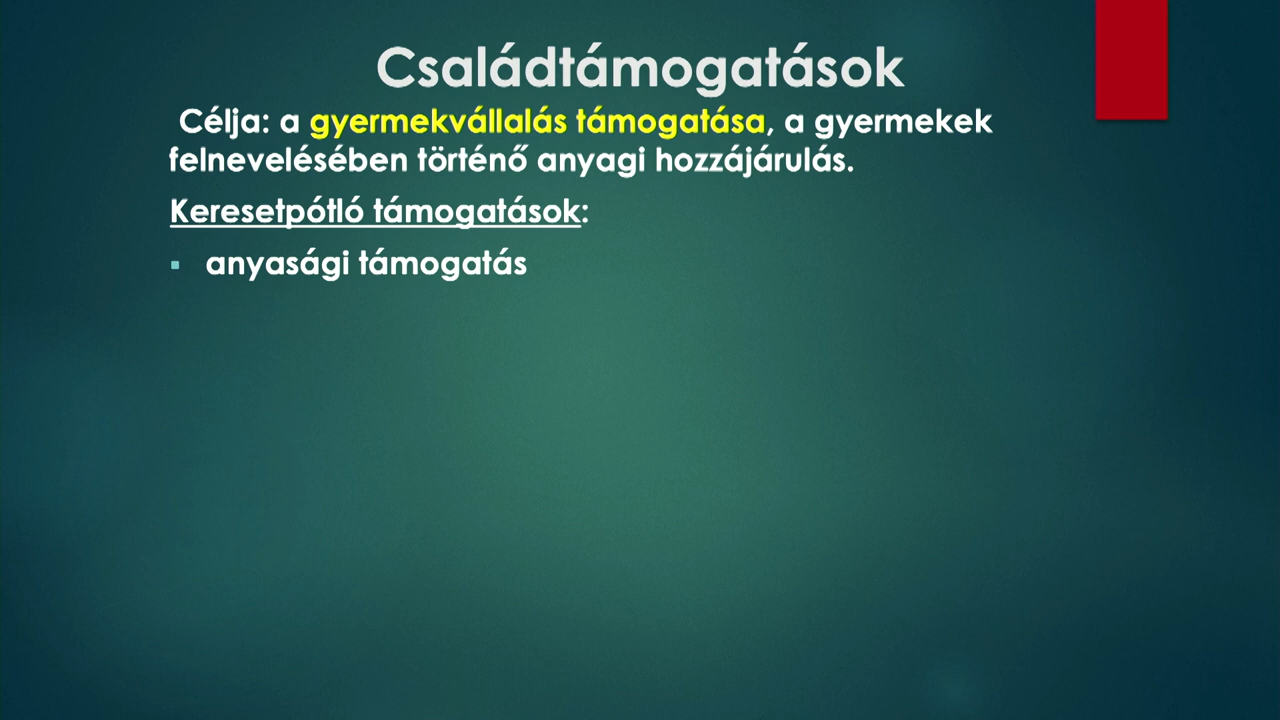 Családtámogatások
Célja: a gyermekvállalás támogatása, a gyermekek
felnevelésében történő anyagi hozzájárulás.
Keresetpótló támogatások:
▪ anyasági támogatás